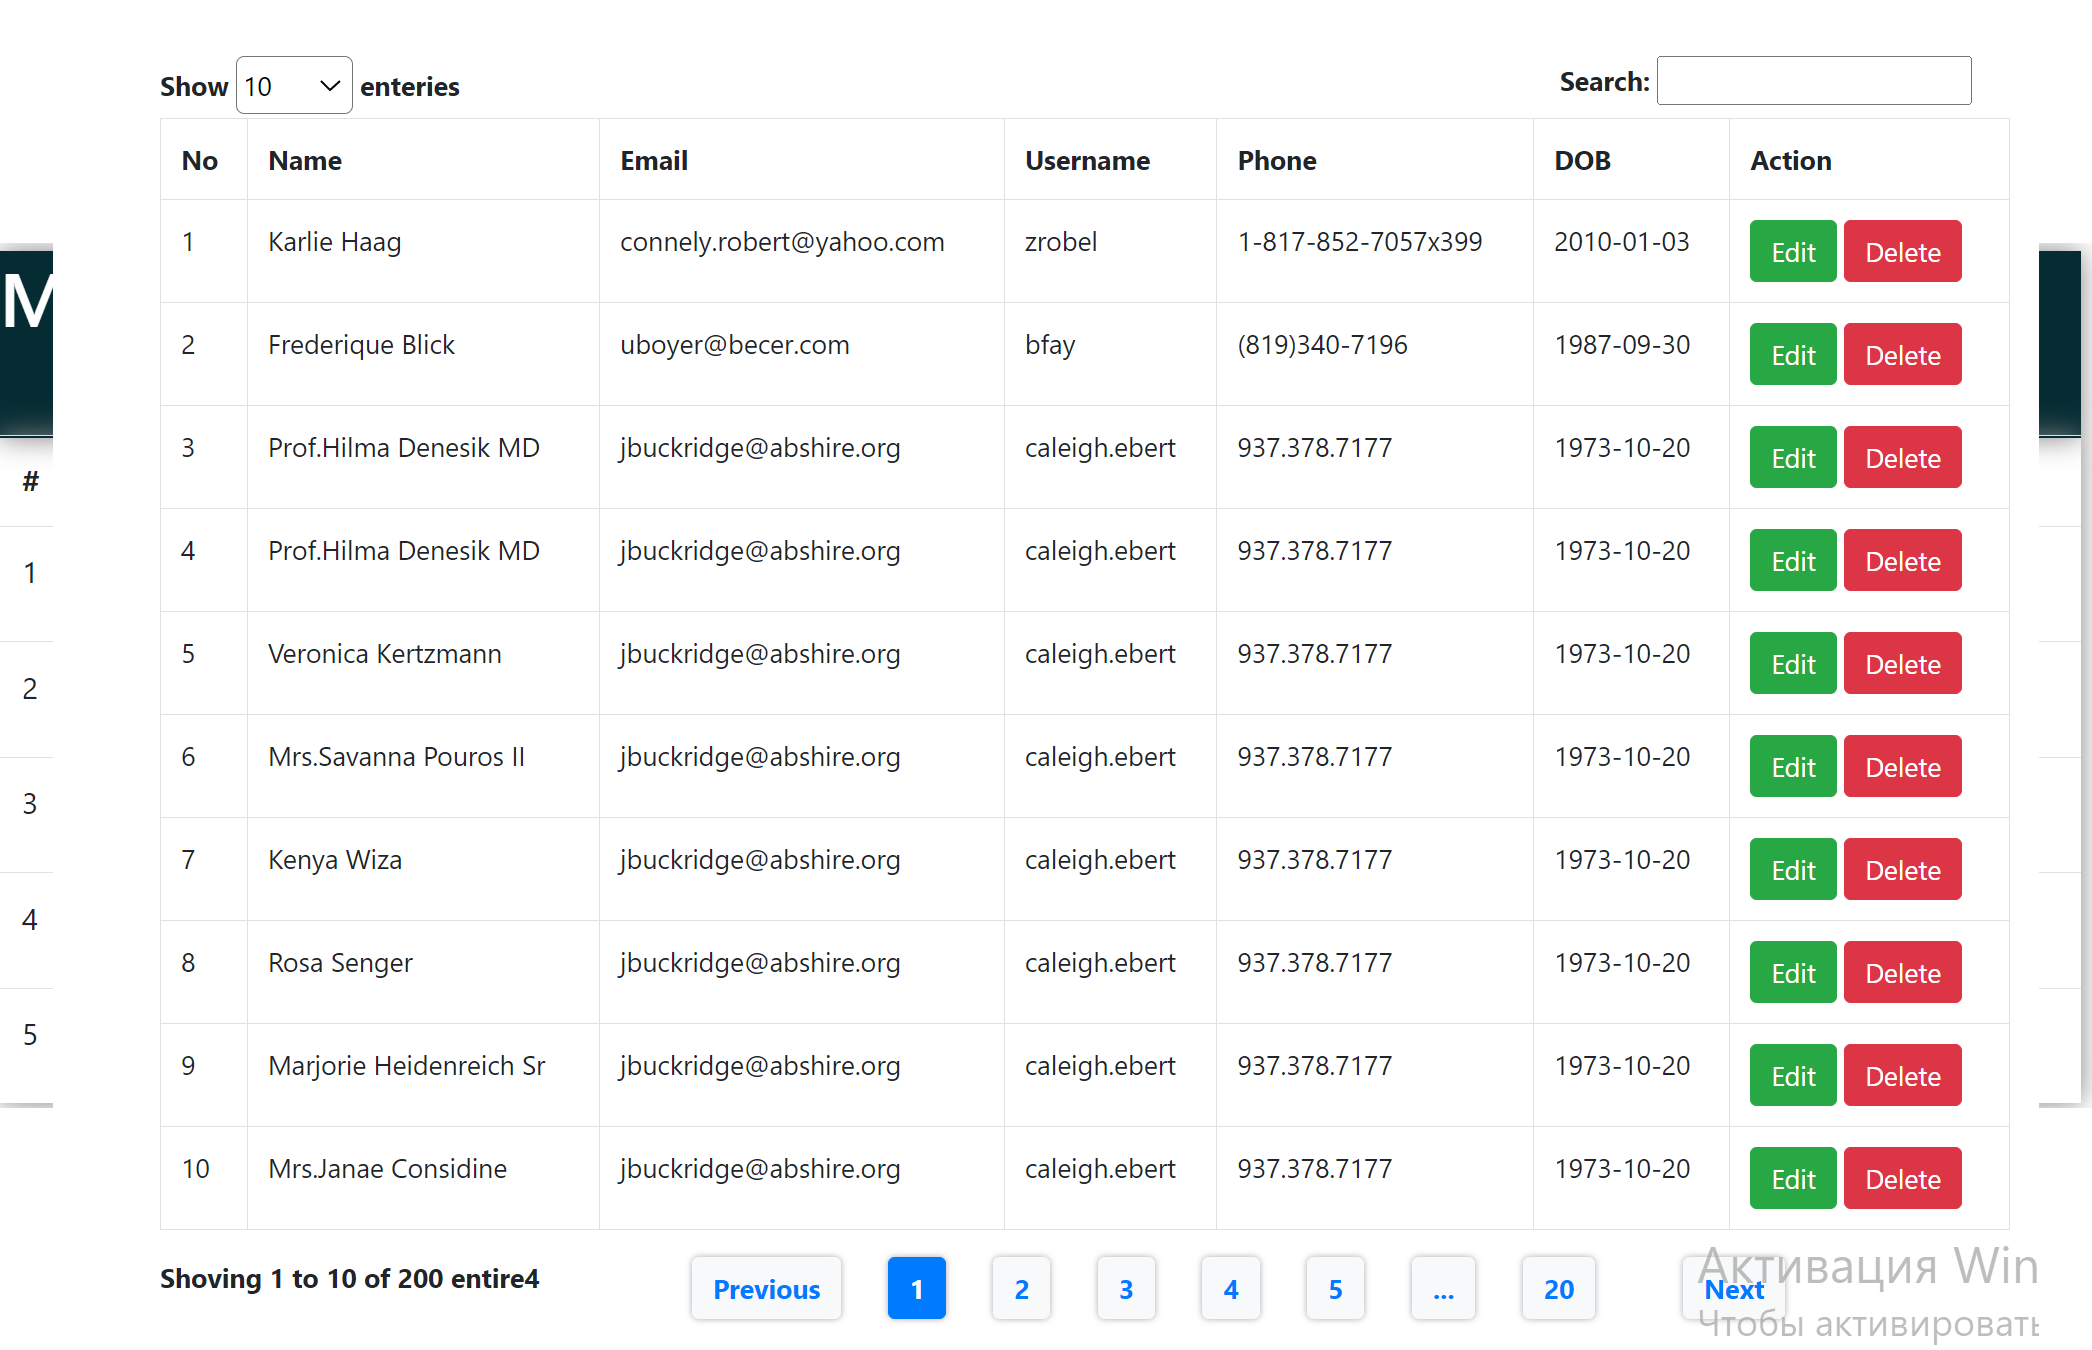 Show 10 enteries
Search:
No Name Email Username Phone DOB Action
1 Karlie Haag connely.robert@yahoo.com zrobel 1-817-852-7057x399 2010-01-03 Edit Delete
2 Frederique Blick uboyer@becer.com bfay (819)340-7196 1987-09-30 Edit Delete
3 Prof.Hilma Denesik MD jbuckridge@abshire.org caleigh.ebert 937.378.7177 1973-10-20 Edit Delete
4 Prof.Hilma Denesik MD jbuckridge@abshire.org caleigh.ebert 937.378.7177 1973-10-20 Edit Delete
5 Veronica Kertzmann jbuckridge@abshire.org caleigh.ebert 937.378.7177 1973-10-20 Edit Delete
6 Mrs.Savanna Pouros II jbuckridge@abshire.org caleigh.ebert 937.378.7177 1973-10-20 Edit Delete
7 Kenya Wiza jbuckridge@abshire.org caleigh.ebert 937.378.7177 1973-10-20 Edit Delete
8 Rosa Senger jbuckridge@abshire.org caleigh.ebert 937.378.7177 1973-10-20 Edit Delete
9 Marjorie Heidenreich Sr jbuckridge@abshire.org caleigh.ebert 937.378.7177 1973-10-20 Edit Delete
10 Mrs.Janae Considine jbuckridge@abshire.org caleigh.ebert 937.378.7177 1973-10-20 Edit Delete
Shoving 1 to 10 of 200 entire4
Previous 1 2 3 4 5 ... 20 Next
Активация Win
Чтобы активировать
M
#
1
2
3
4
5